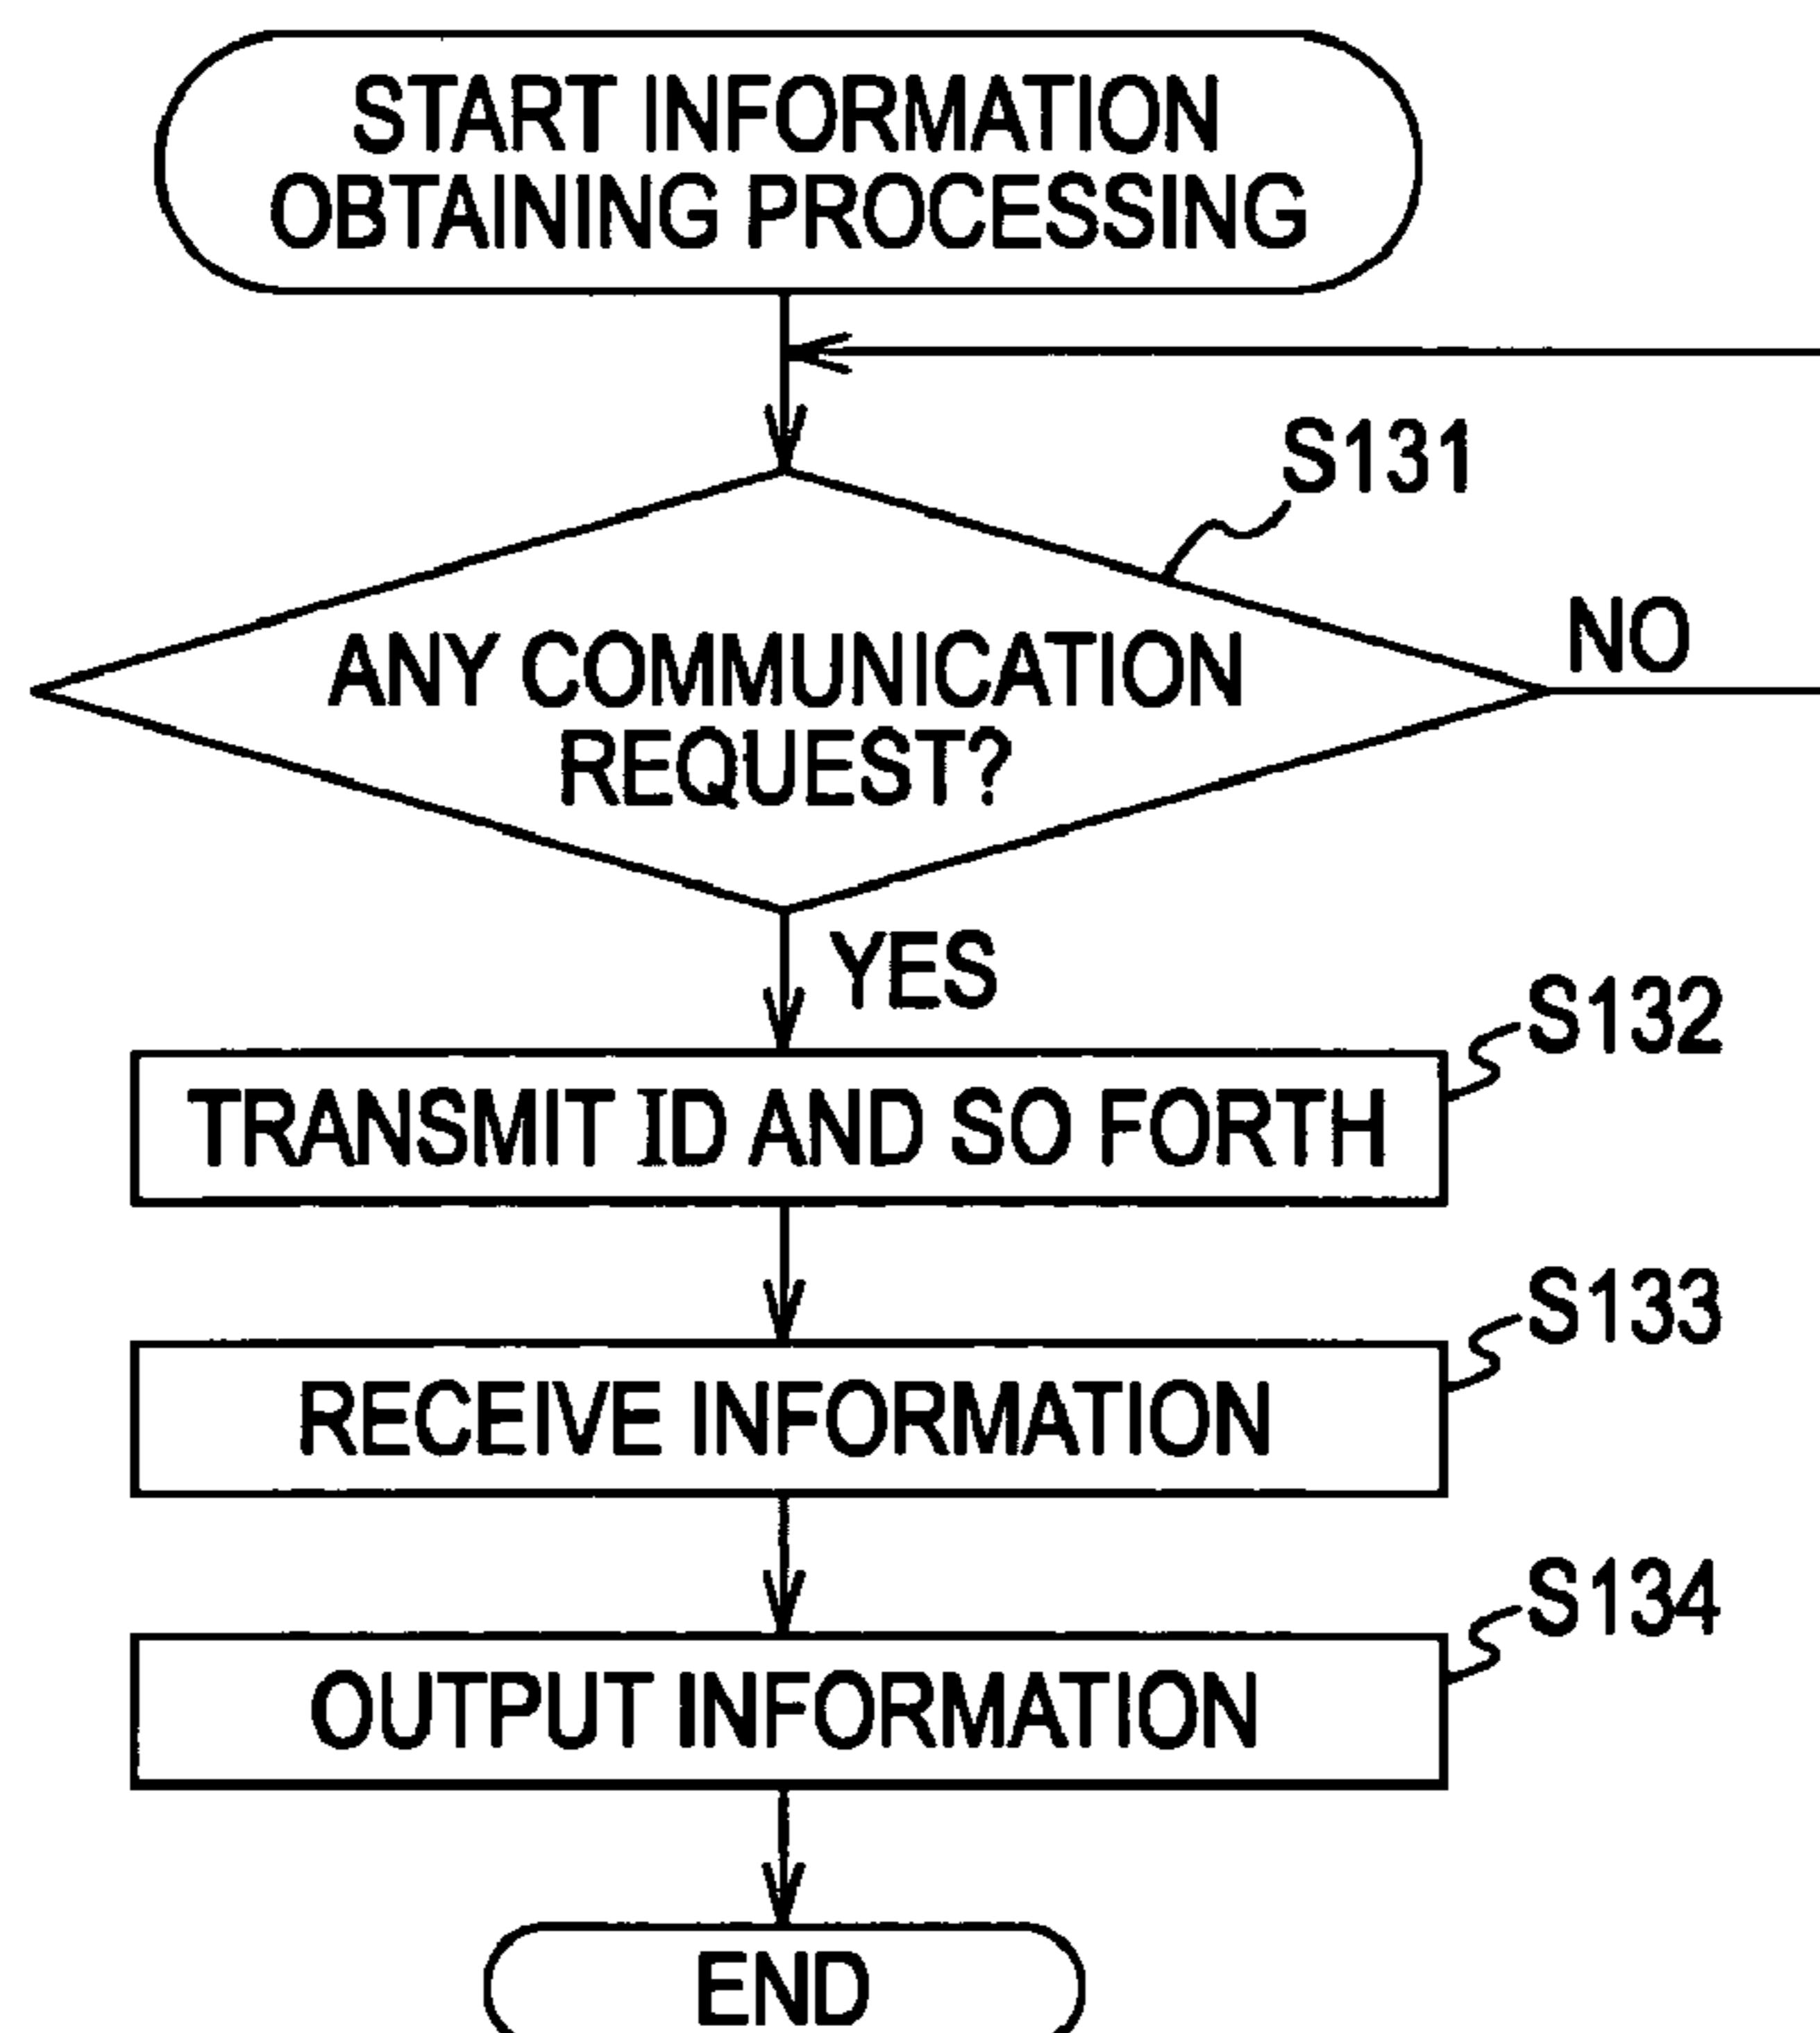 START INFORMATION
OBTAINING PROCESSING
S131
ANY COMMUNICATION
REQUEST?
NO
YES
S132
TRANSMIT ID AND SO FORTH
S133
RECEIVE INFORMATION
S134
OUTPUT INFORMATION
END